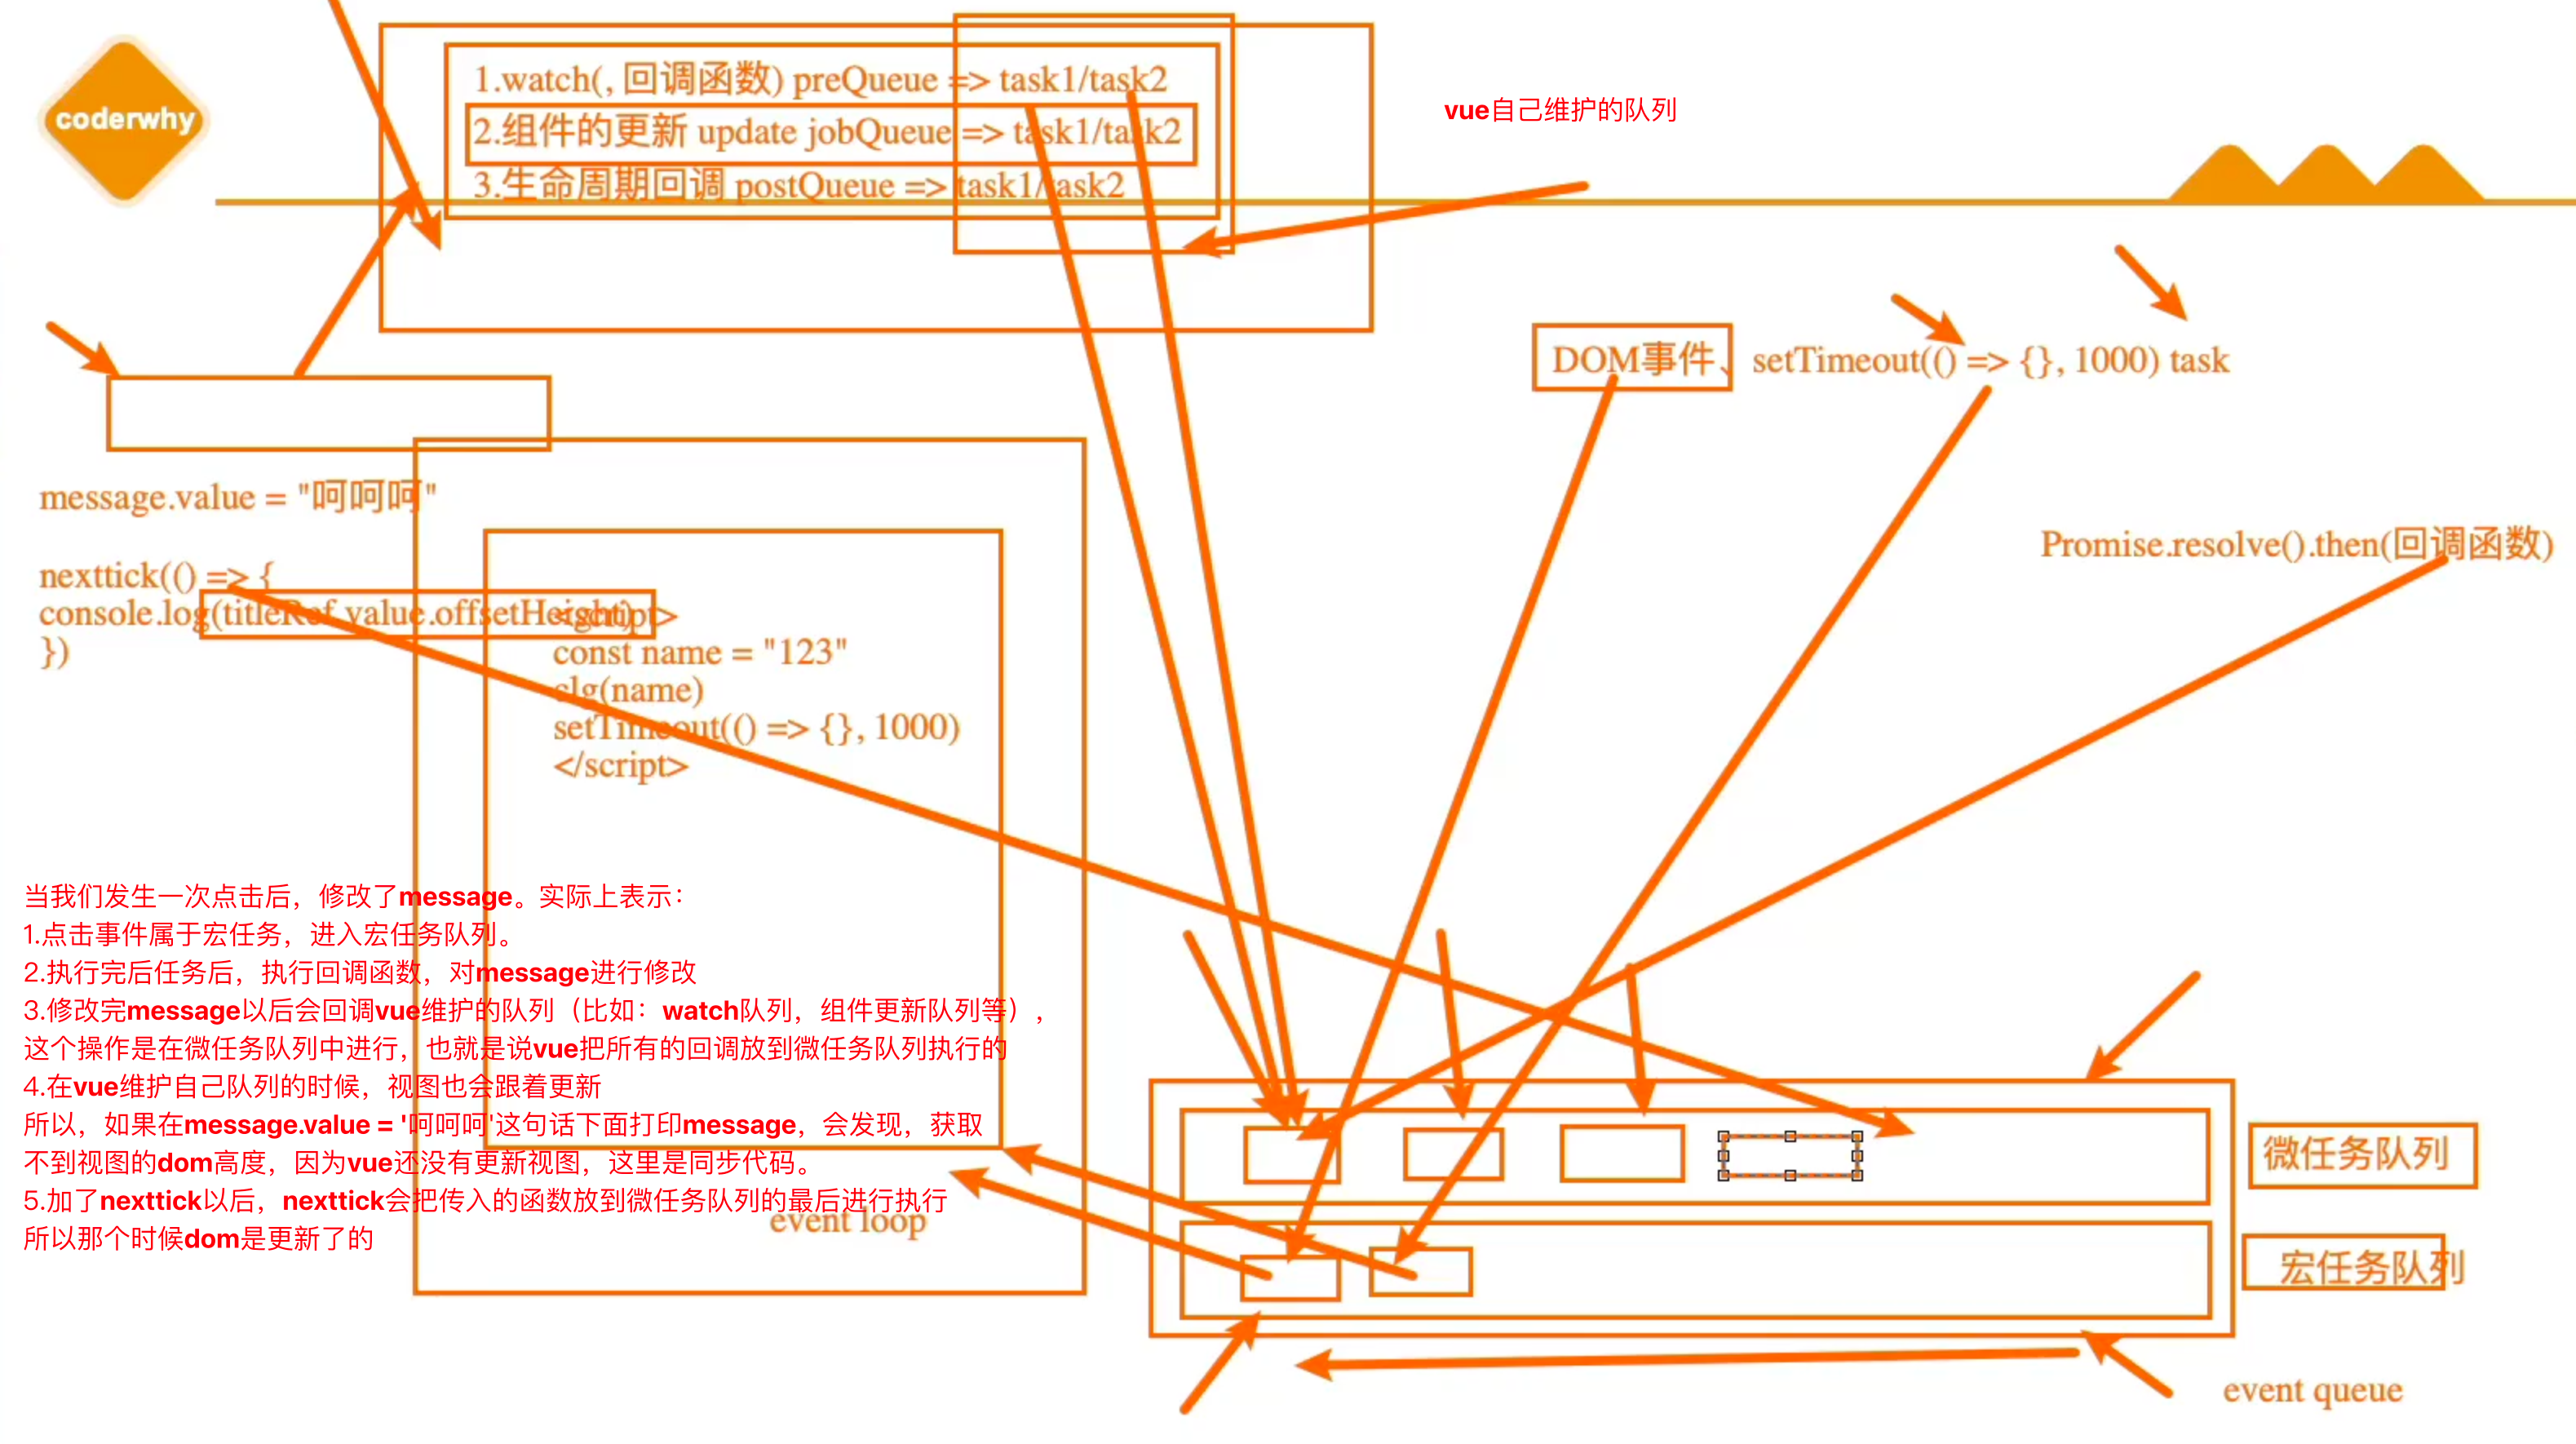 coderwhy
1.watch(, 回调函数) preQueue => task1/task2
2.组件的更新 update jobQueue => task1/task2
3.生命周期回调 postQueue => task1/task2
vue自己维护的队列
DOM事件、setTimeout(() => {}, 1000) task
message.value = "呵呵呵"
Promise.resolve().then(回调函数)
nexttick(() => {
console.log(titleRef.value.offsetHeight)
})
<script>
const name = "123"
clg(name)
setTimeout(() => {}, 1000)
</script>
当我们发生一次点击后，修改了message。实际上表示：
1.点击事件属于宏任务，进入宏任务队列。
2.执行完后任务后，执行回调函数，对message进行修改
3.修改完message以后会回调vue维护的队列（比如：watch队列，组件更新队列等），
这个操作是在微任务队列中进行，也就是说vue把所有的回调放到微任务队列执行的
4.在vue维护自己队列的时候，视图也会跟着更新
所以，如果在message.value = '呵呵呵'这句话下面打印message，会发现，获取
不到视图的dom高度，因为vue还没有更新视图，这里是同步代码。
5.加了nexttick以后，nexttick会把传入的函数放到微任务队列的最后进行执行
所以那个时候dom是更新了的
event loop
微任务队列
宏任务队列
event queue